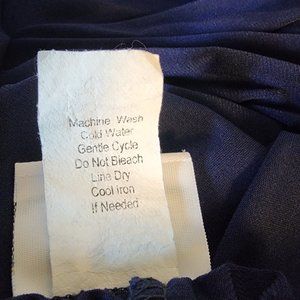 Machine Wash
Cold Water
Gentle Cycle
Do Not Bleach
Line Dry
Cool Iron
If Needed